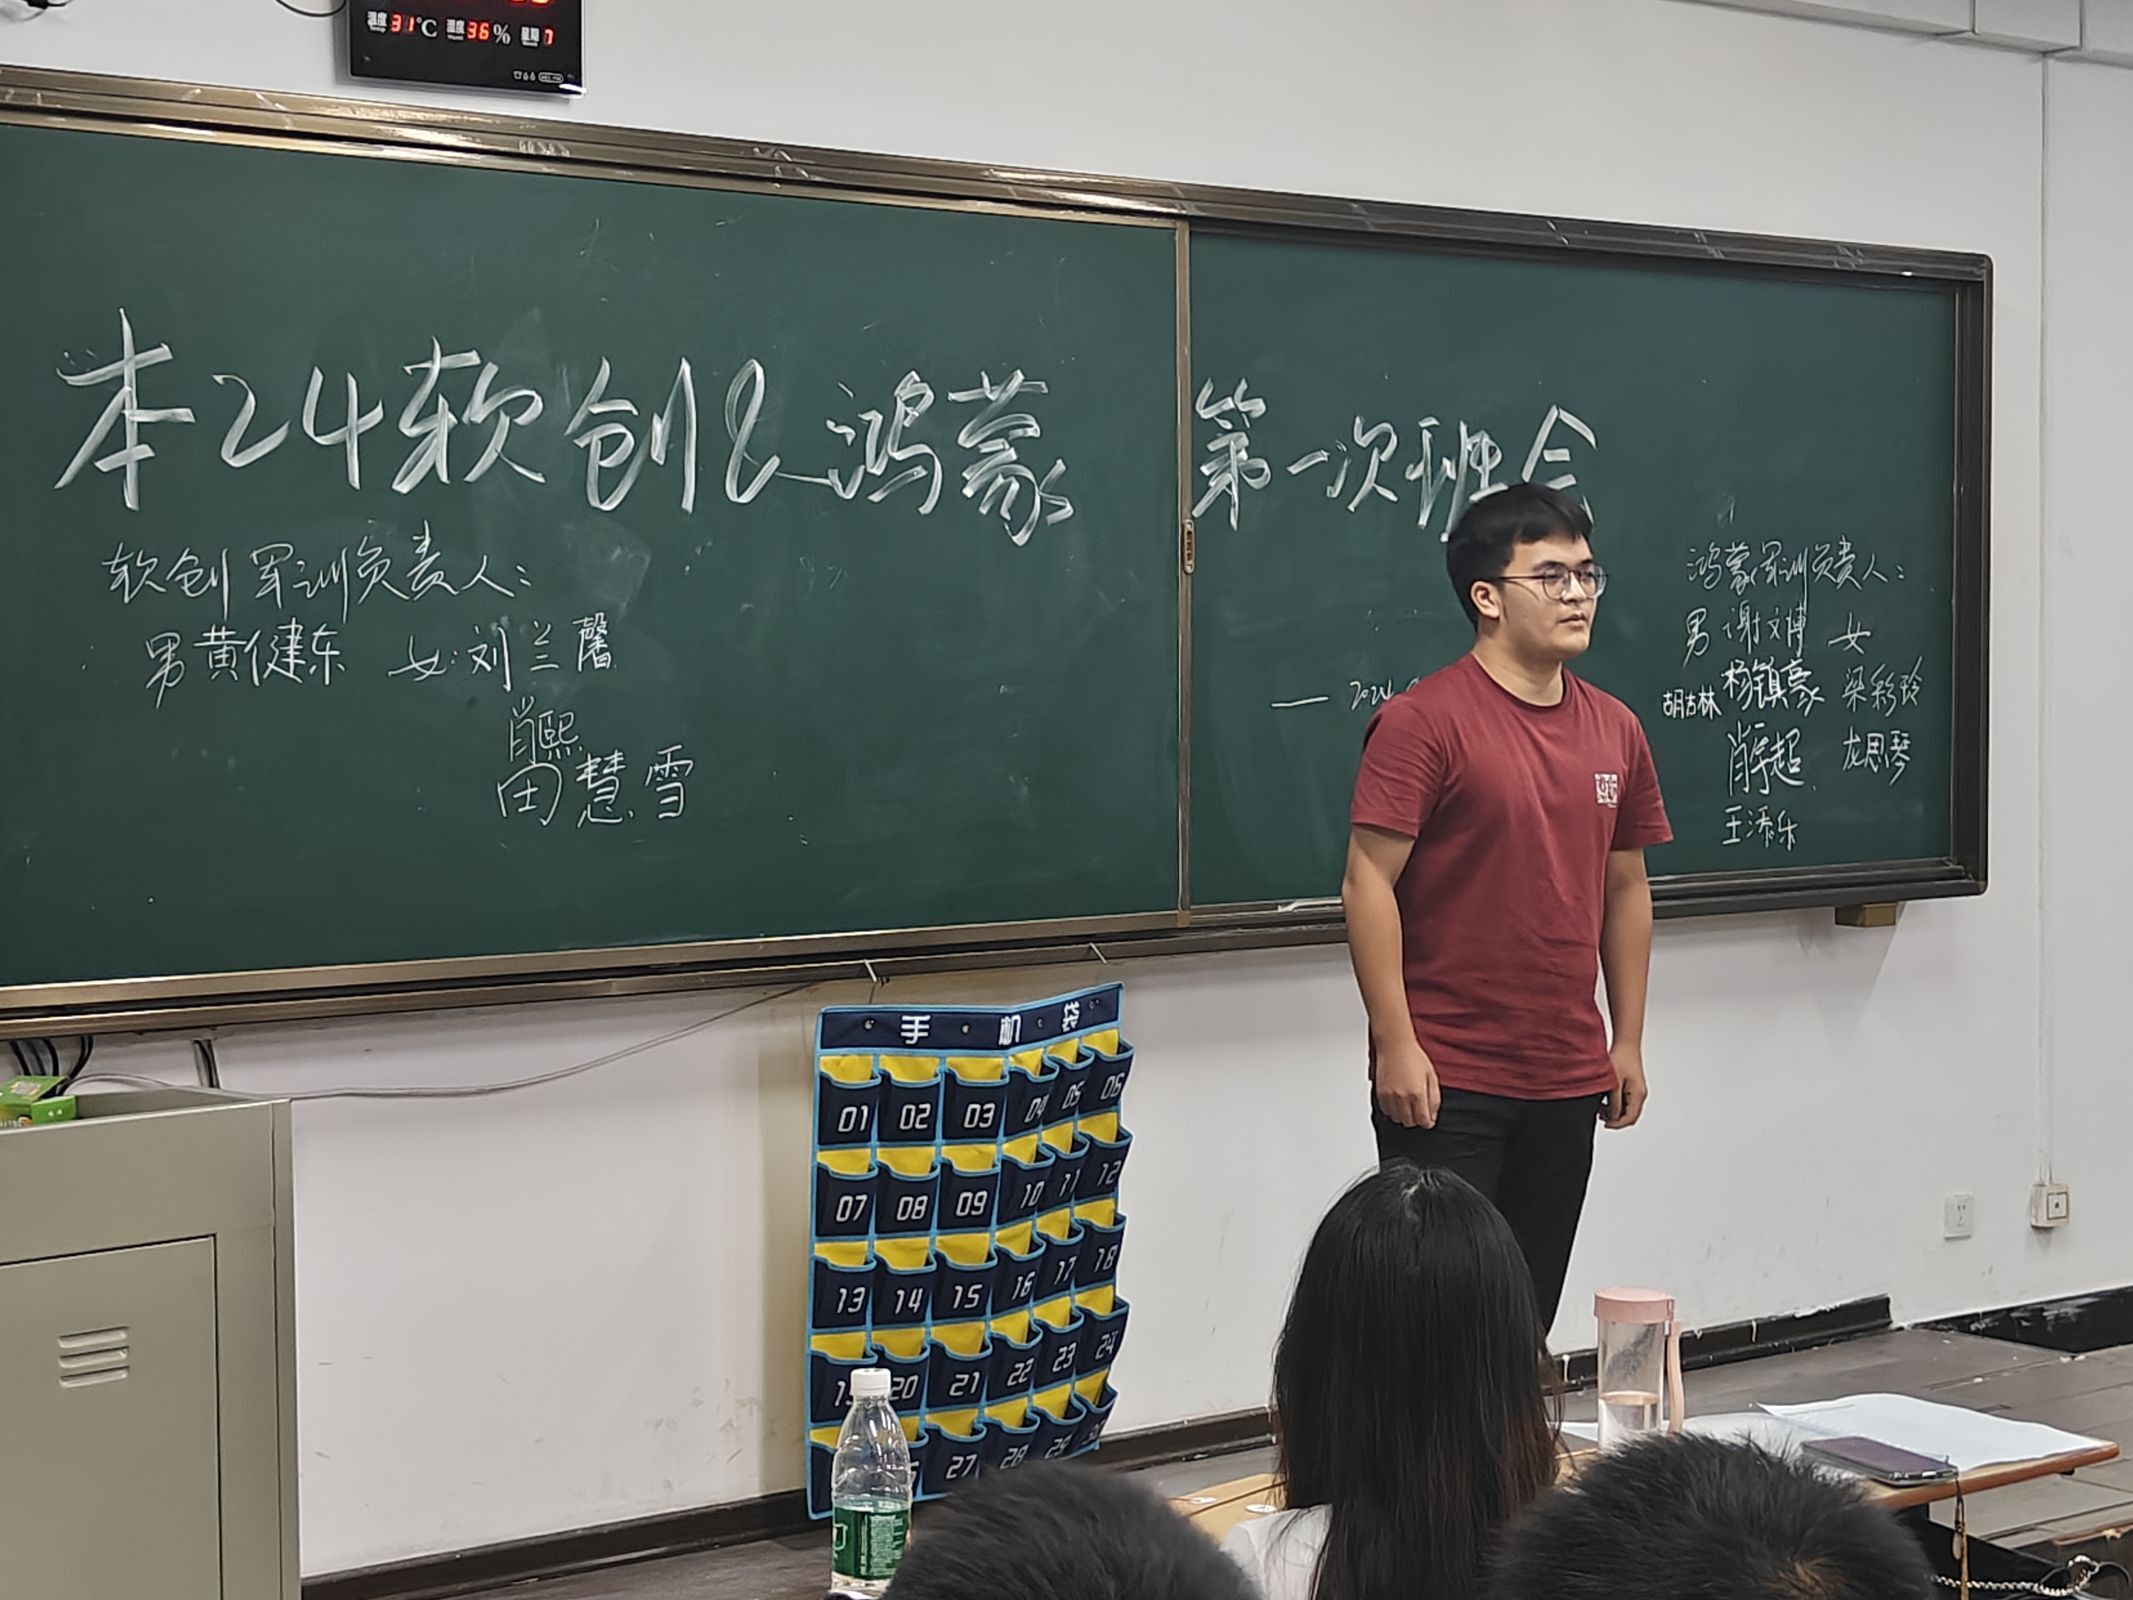 温度 31℃ 湿度 36% 星期 7
本24软创&鸿蒙 第一次班会
软创军训负责人：
男 黄健东 女：刘兰馨
肖熙
田慧雪
鸿蒙军训负责人：
男 谢文博 女
胡古林 杨镇豪 梁彩玲
肖宇超 龙思琴
王添乐
— 2024
手机袋
01 02 03 04 05 06
07 08 09 10 11 12
13 14 15 16 17 18
19 20 21 22 23 24
27 28 29 30